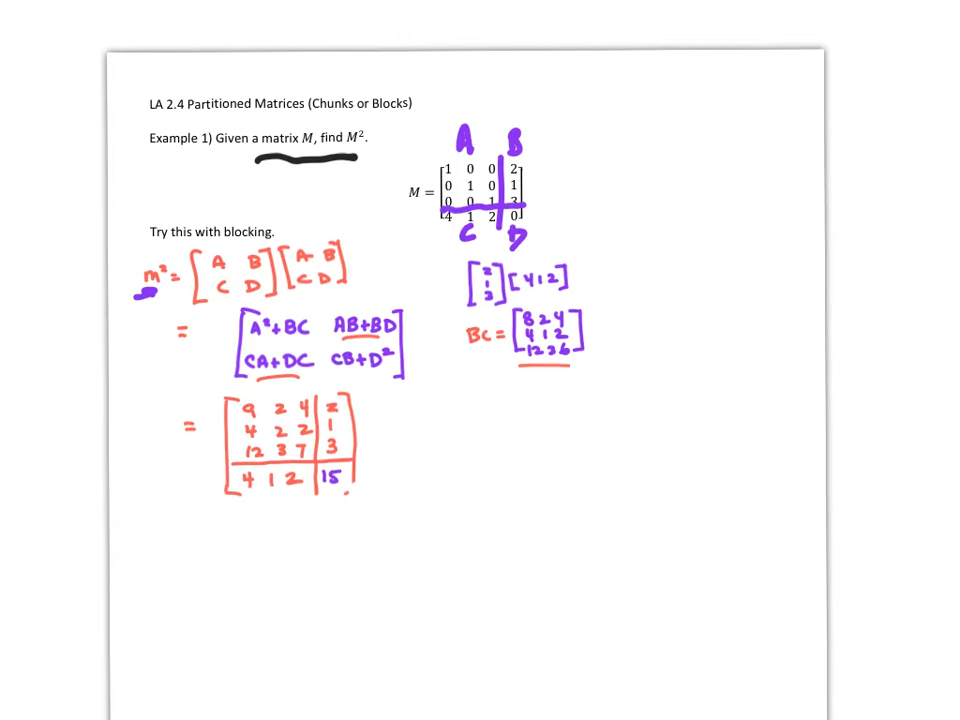 LA 2.4 Partitioned Matrices (Chunks or Blocks)
Example 1) Given a matrix M, find M².
A B
1 0 0 2
0 1 0 1
M =
0 0 1 3
4 1 2 0
C D
Try this with blocking.
M² = [A B] [A B]
[C D] [C D]
[2 1 3] [4 1 2]
= [A²+BC AB+BD]
[CA+DC CB+D²]
BC = [8 2 4]
[4 1 2]
[12 3 6]
= 9 2 4 2
4 2 2 1
12 3 7 3
4 1 2 15